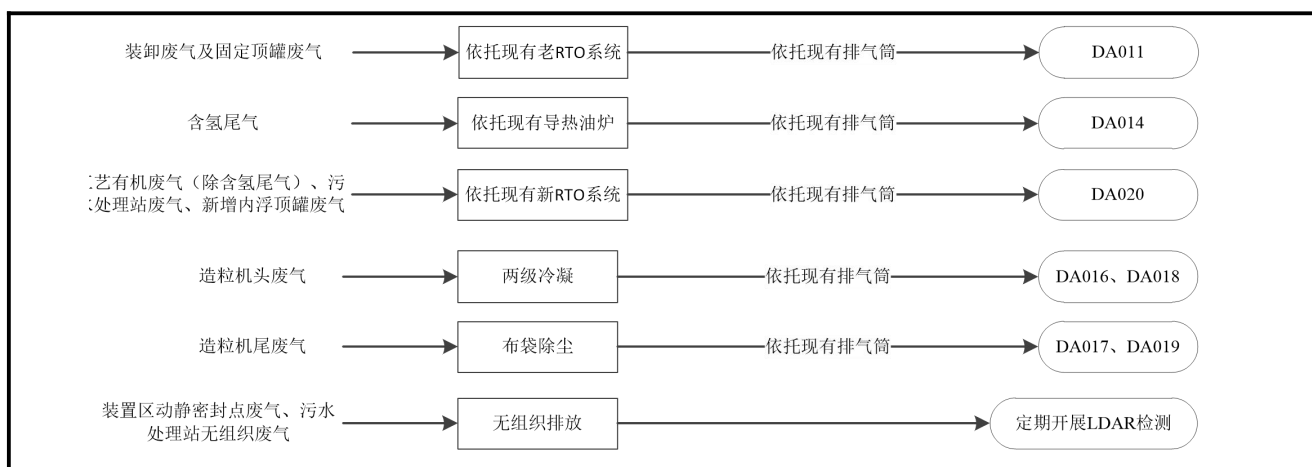 装卸废气及固定顶罐废气 依托现有老RTO系统 依托现有排气筒 DA011
含氢尾气 依托现有导热油炉 依托现有排气筒 DA014
艺有机废气（除含氢尾气）、污
处理站废气、新增内浮顶罐废气 依托现有新RTO系统 依托现有排气筒 DA020
造粒机头废气 两级冷凝 依托现有排气筒 DA016、DA018
造粒机尾废气 布袋除尘 依托现有排气筒 DA017、DA019
装置区动静密封点废气、污水
处理站无组织废气 无组织排放 定期开展LDAR检测